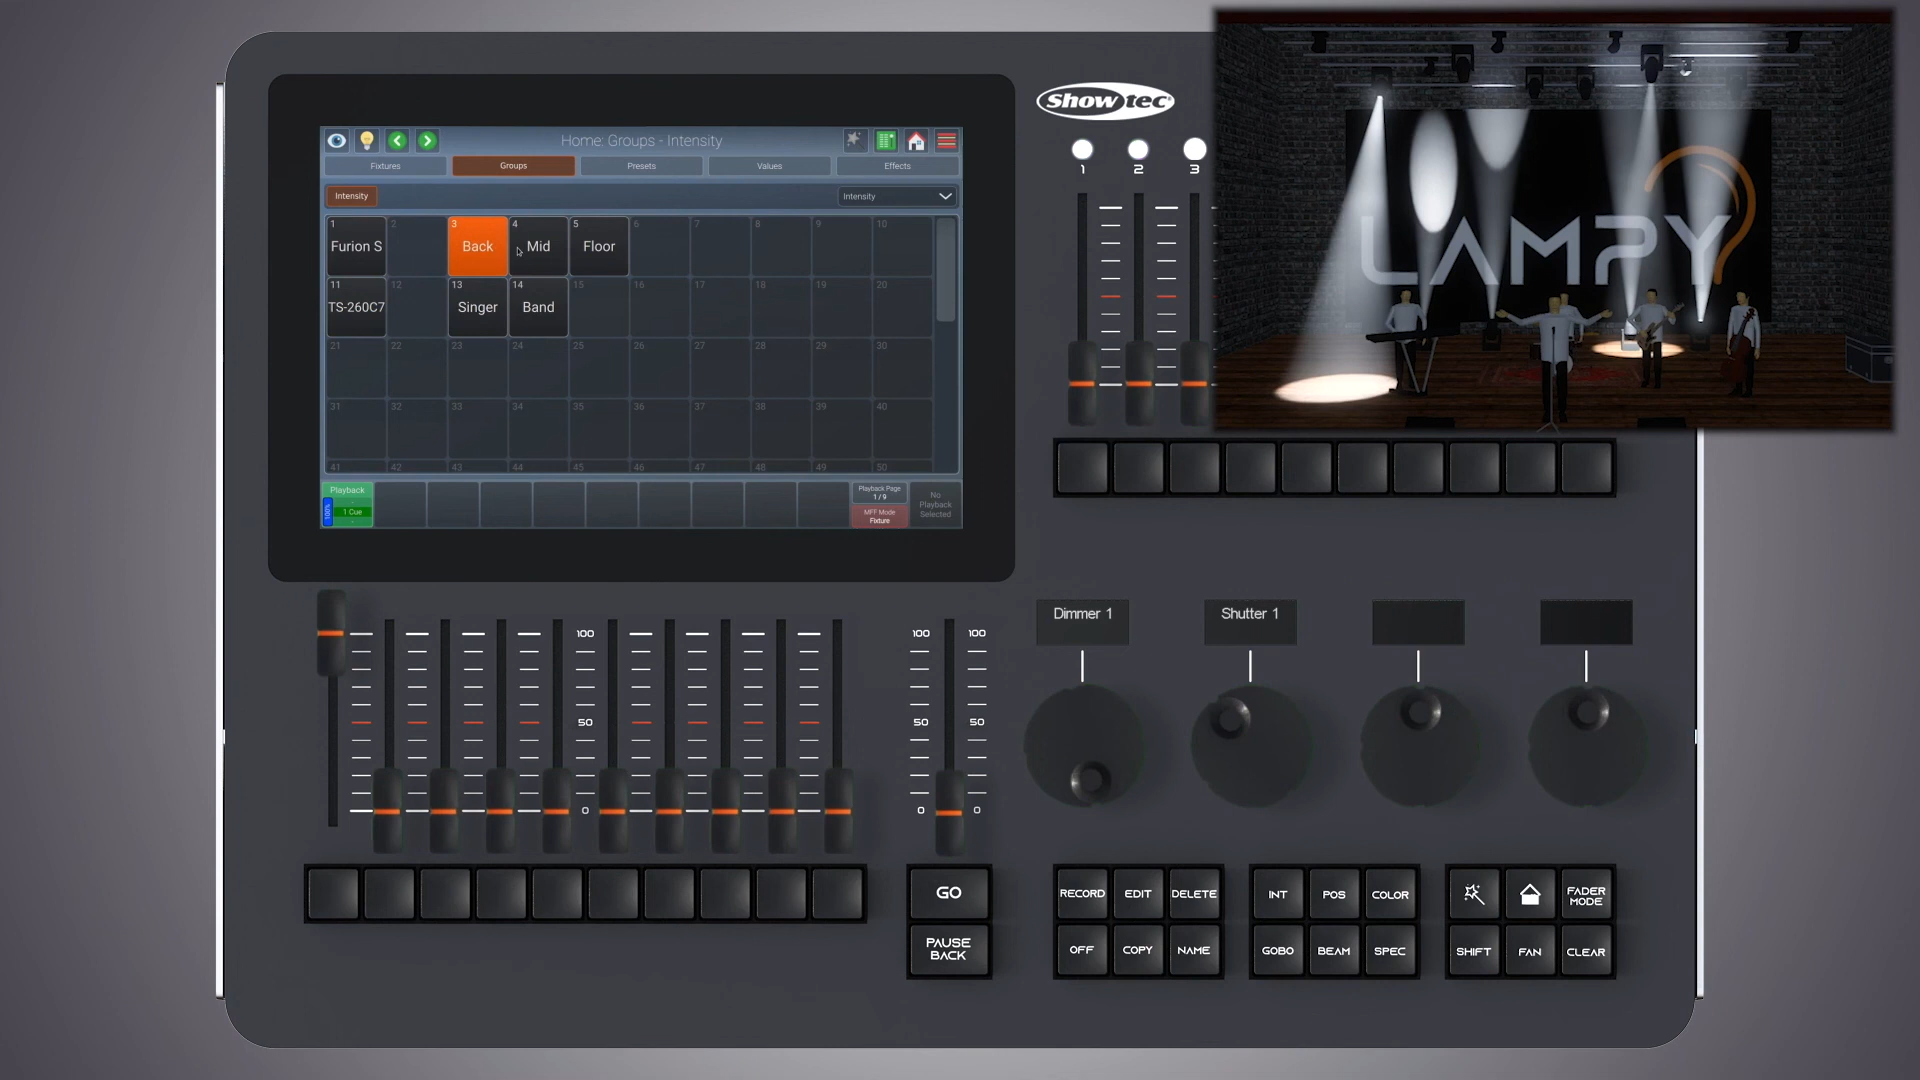 Showtec
LAMPY
Home: Groups - Intensity
Fixtures
Groups
Presets
Values
Effects
Intensity
Intensity
1 2 3 4 5 6 7 8 9 10
Furion S
Back
Mid
Floor
11 12 13 14 15 16 17 18 19 20
TS-260C7
Singer
Band
21 22 23 24 25 26 27 28 29 30
31 32 33 34 35 36 37 38 39 40
41 42 43 44 45 46 47 48 49 50
Playback
100%
1 Cue
Playback Page
1 / 9
MFF Mode
Fixture
No
Playback
Selected
1 2 3
Dimmer 1
Shutter 1
100 100 100
50 50 50
0 0 0
GO
PAUSE
BACK
RECORD EDIT DELETE
OFF COPY NAME
INT POS COLOR
GOBO BEAM SPEC
FADER
MODE
SHIFT FAN CLEAR